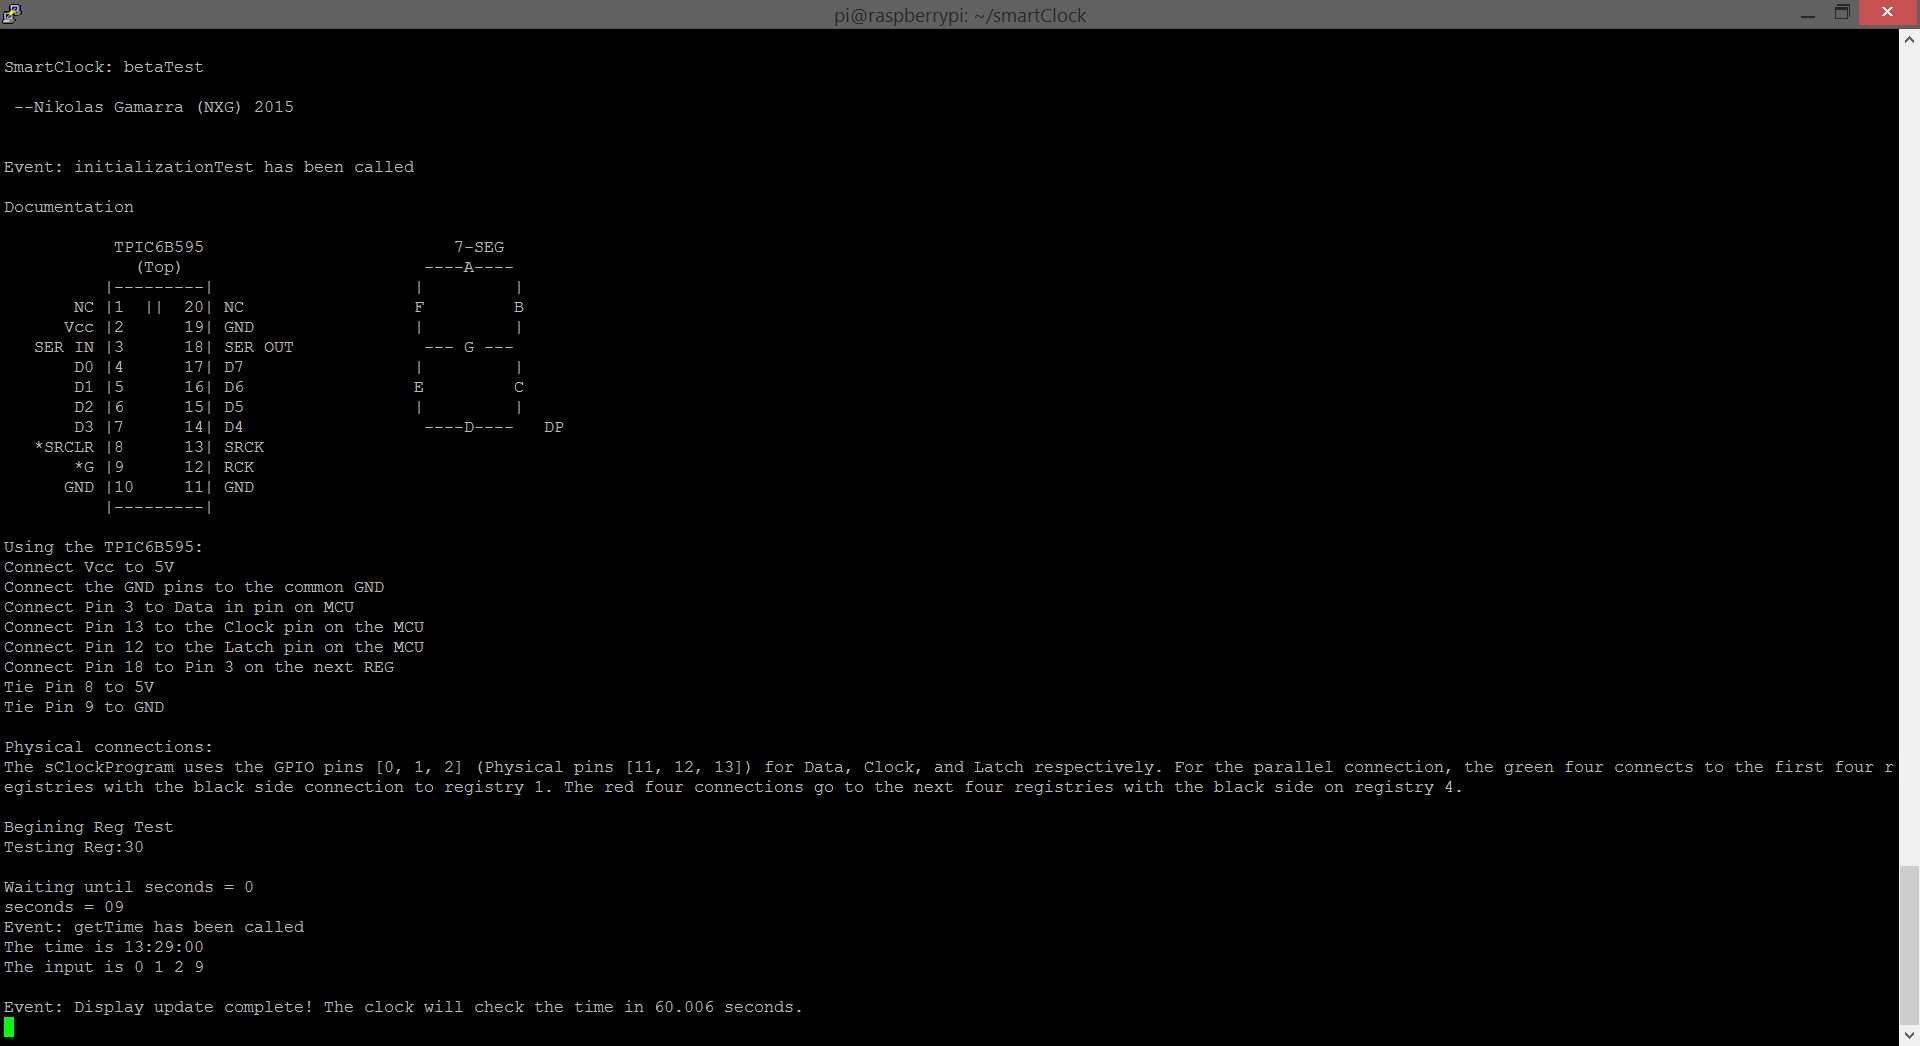 pi@raspberrypi: ~/smartClock
SmartClock: betaTest
--Nikolas Gamarra (NXG) 2015
Event: initializationTest has been called
Documentation
         TPIC6B595                         7-SEG
           (Top)                        ----A----
          |---------|                    |         |
       NC |1  ||  20| NC                 F         B
      Vcc |2      19| GND                |         |
   SER IN |3      18| SER OUT             --- G ---
       D0 |4      17| D7                 |         |
       D1 |5      16| D6                 E         C
       D2 |6      15| D5                 |         |
       D3 |7      14| D4                  ----D----   DP
   *SRCLR |8      13| SRCK
       *G |9      12| RCK
      GND |10     11| GND
          |---------|
Using the TPIC6B595:
Connect Vcc to 5V
Connect the GND pins to the common GND
Connect Pin 3 to Data in pin on MCU
Connect Pin 13 to the Clock pin on the MCU
Connect Pin 12 to the Latch pin on the MCU
Connect Pin 18 to Pin 3 on the next REG
Tie Pin 8 to 5V
Tie Pin 9 to GND
Physical connections:
The sClockProgram uses the GPIO pins [0, 1, 2] (Physical pins [11, 12, 13]) for Data, Clock, and Latch respectively. For the parallel connection, the green four connects to the first four r
egistries with the black side connection to registry 1. The red four connections go to the next four registries with the black side on registry 4.
Begining Reg Test
Testing Reg:30
Waiting until seconds = 0
seconds = 09
Event: getTime has been called
The time is 13:29:00
The input is 0 1 2 9
Event: Display update complete! The clock will check the time in 60.006 seconds.